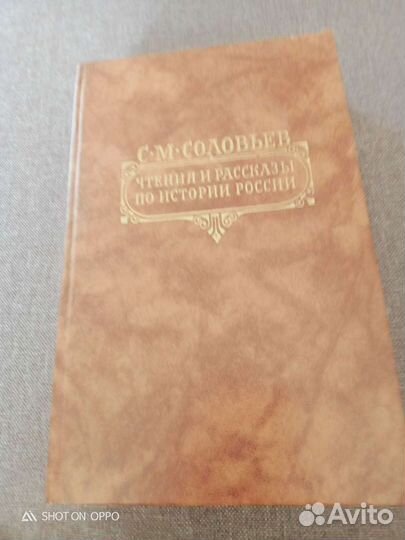 С·М·СОЛОВЬЕВ
ЧТЕНИЯ И РАССКАЗЫ
ПО ИСТОРИИ РОССИИ
SHOT ON OPPO
Avito